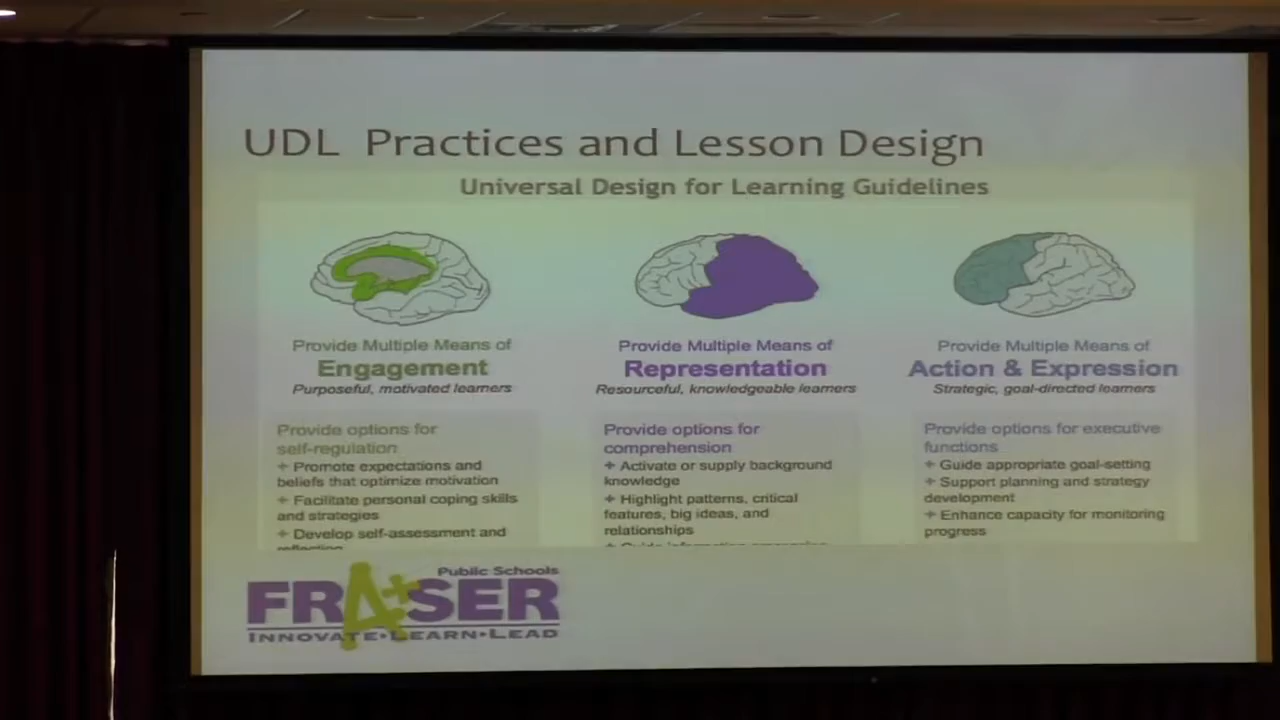 UDL Practices and Lesson Design
Universal Design for Learning Guidelines
Provide Multiple Means of
Engagement
Purposeful, motivated learners
Provide options for
self-regulation
+ Promote expectations and
beliefs that optimize motivation
+ Facilitate personal coping skills
and strategies
+ Develop self-assessment and
reflection
Provide Multiple Means of
Representation
Resourceful, knowledgeable learners
Provide options for
comprehension
+ Activate or supply background
knowledge
+ Highlight patterns, critical
features, big ideas, and
relationships
Provide Multiple Means of
Action & Expression
Strategic, goal-directed learners
Provide options for executive
functions
+ Guide appropriate goal-setting
+ Support planning and strategy
development
+ Enhance capacity for monitoring
progress
Public Schools
FRASER
INNOVATE•LEARN•LEAD